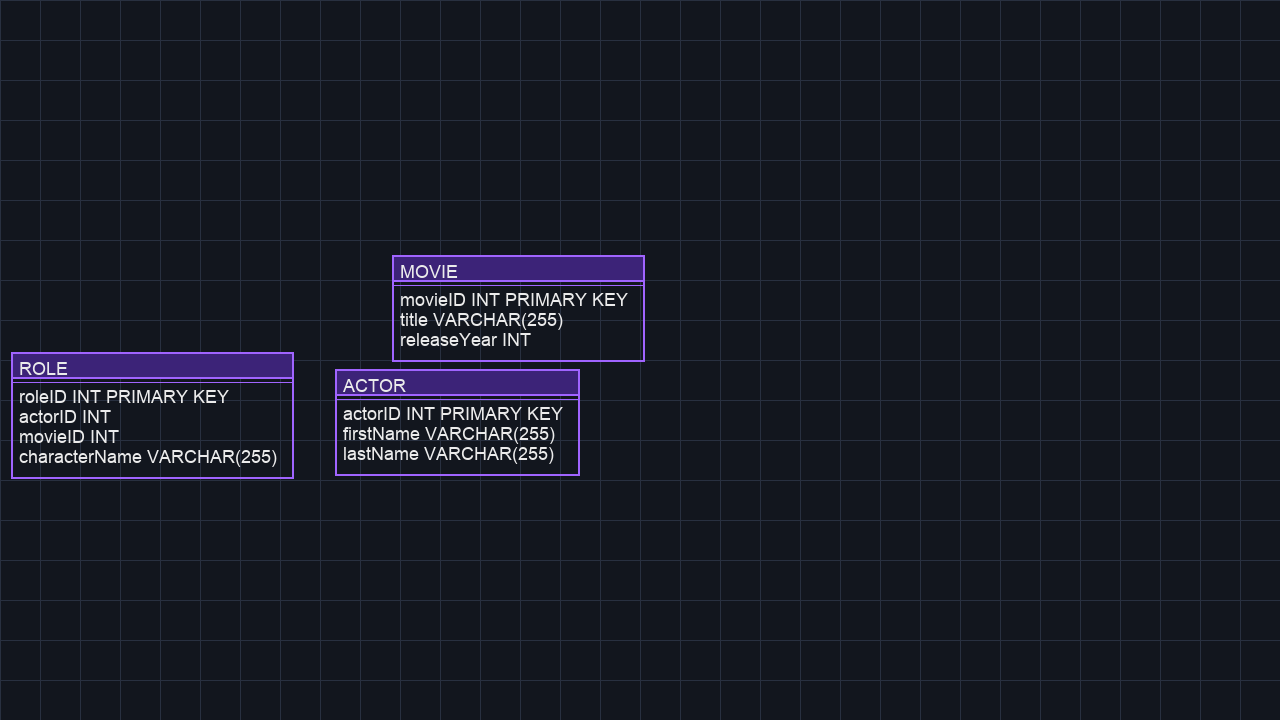 MOVIE
movieID INT PRIMARY KEY
title VARCHAR(255)
releaseYear INT
ROLE
roleID INT PRIMARY KEY
actorID INT
movieID INT
characterName VARCHAR(255)
ACTOR
actorID INT PRIMARY KEY
firstName VARCHAR(255)
lastName VARCHAR(255)